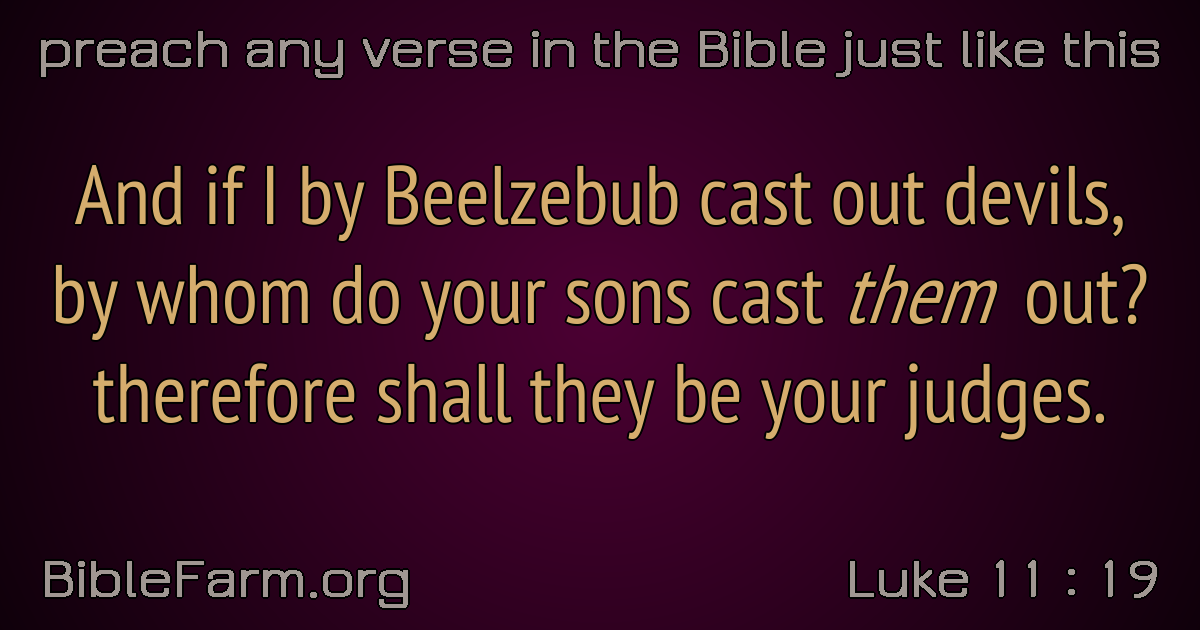 preach any verse in the Bible just like this
And if I by Beelzebub cast out devils,
by whom do your sons cast them out?
therefore shall they be your judges.
BibleFarm.org
Luke 11 : 19